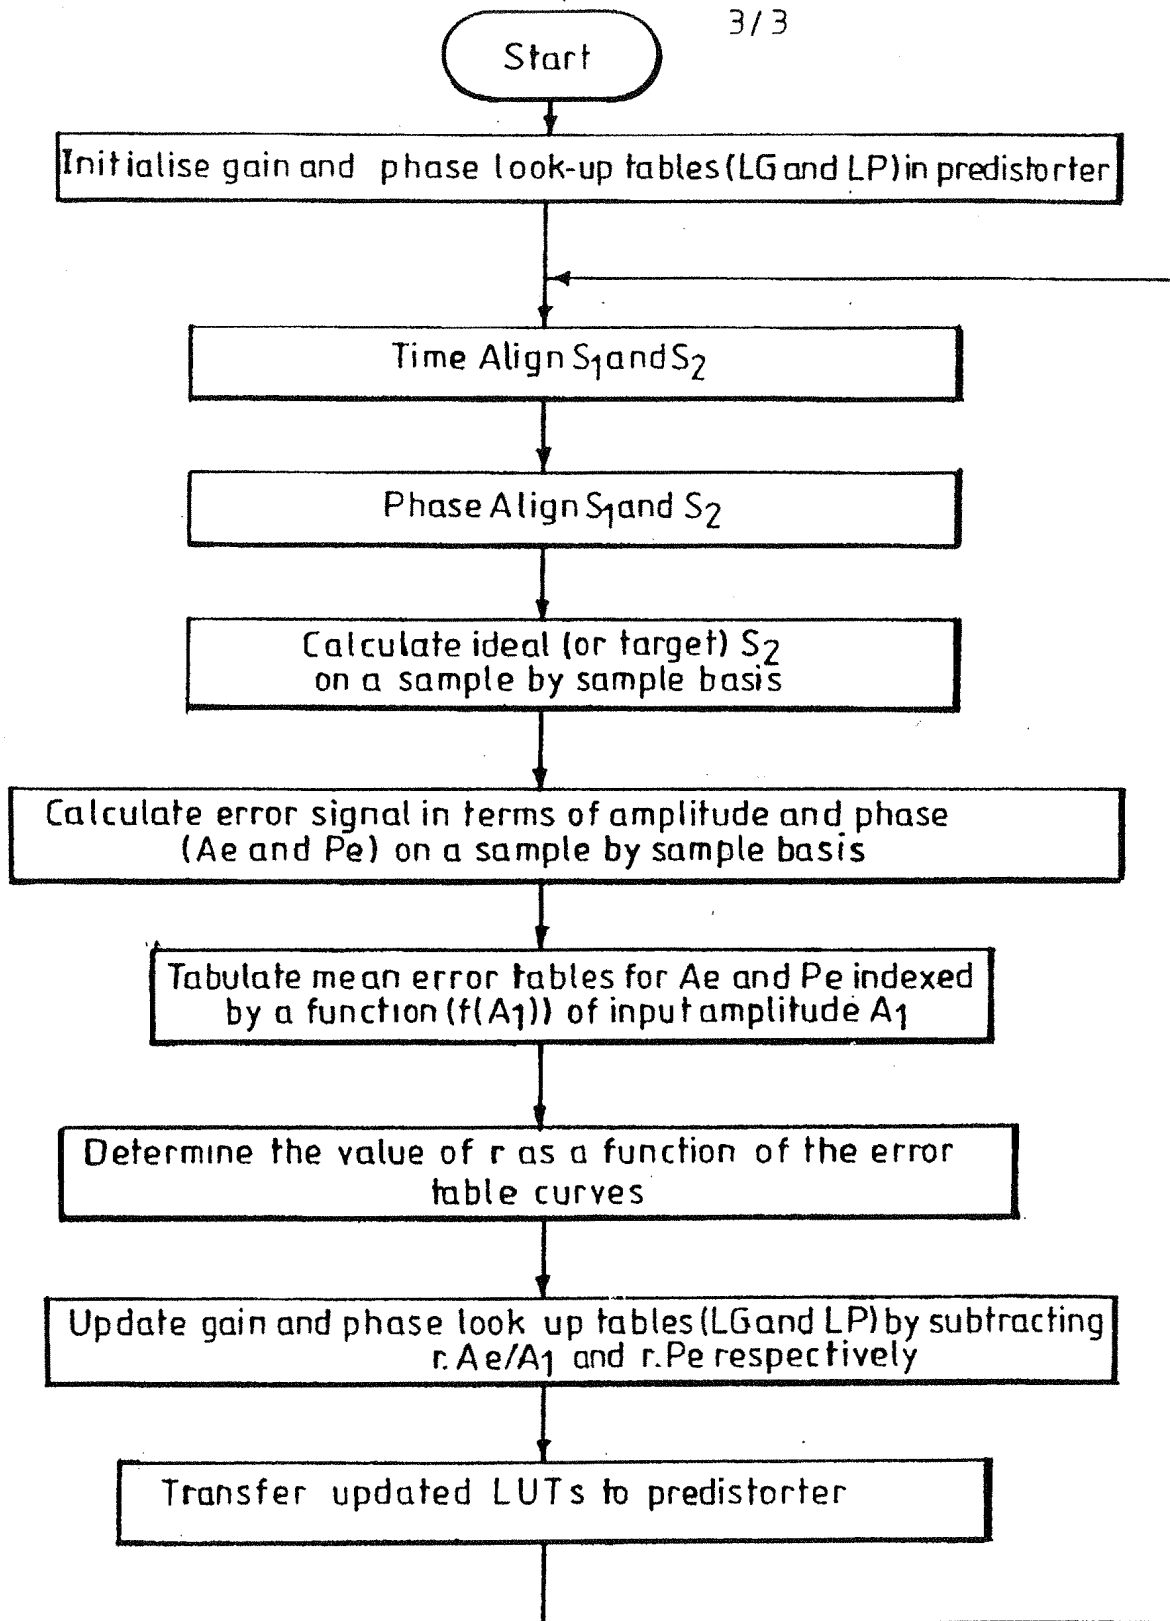 3/3
Start
Initialise gain and phase look-up tables (LG and LP) in predistorter
Time Align S1 and S2
Phase Align S1 and S2
Calculate ideal (or target) S2
on a sample by sample basis
Calculate error signal in terms of amplitude and phase
(Ae and Pe) on a sample by sample basis
Tabulate mean error tables for Ae and Pe indexed
by a function (f(A1)) of input amplitude A1
Determine the value of r as a function of the error
table curves
Update gain and phase look up tables (LG and LP) by subtracting
r.Ae/A1 and r.Pe respectively
Transfer updated LUTs to predistorter